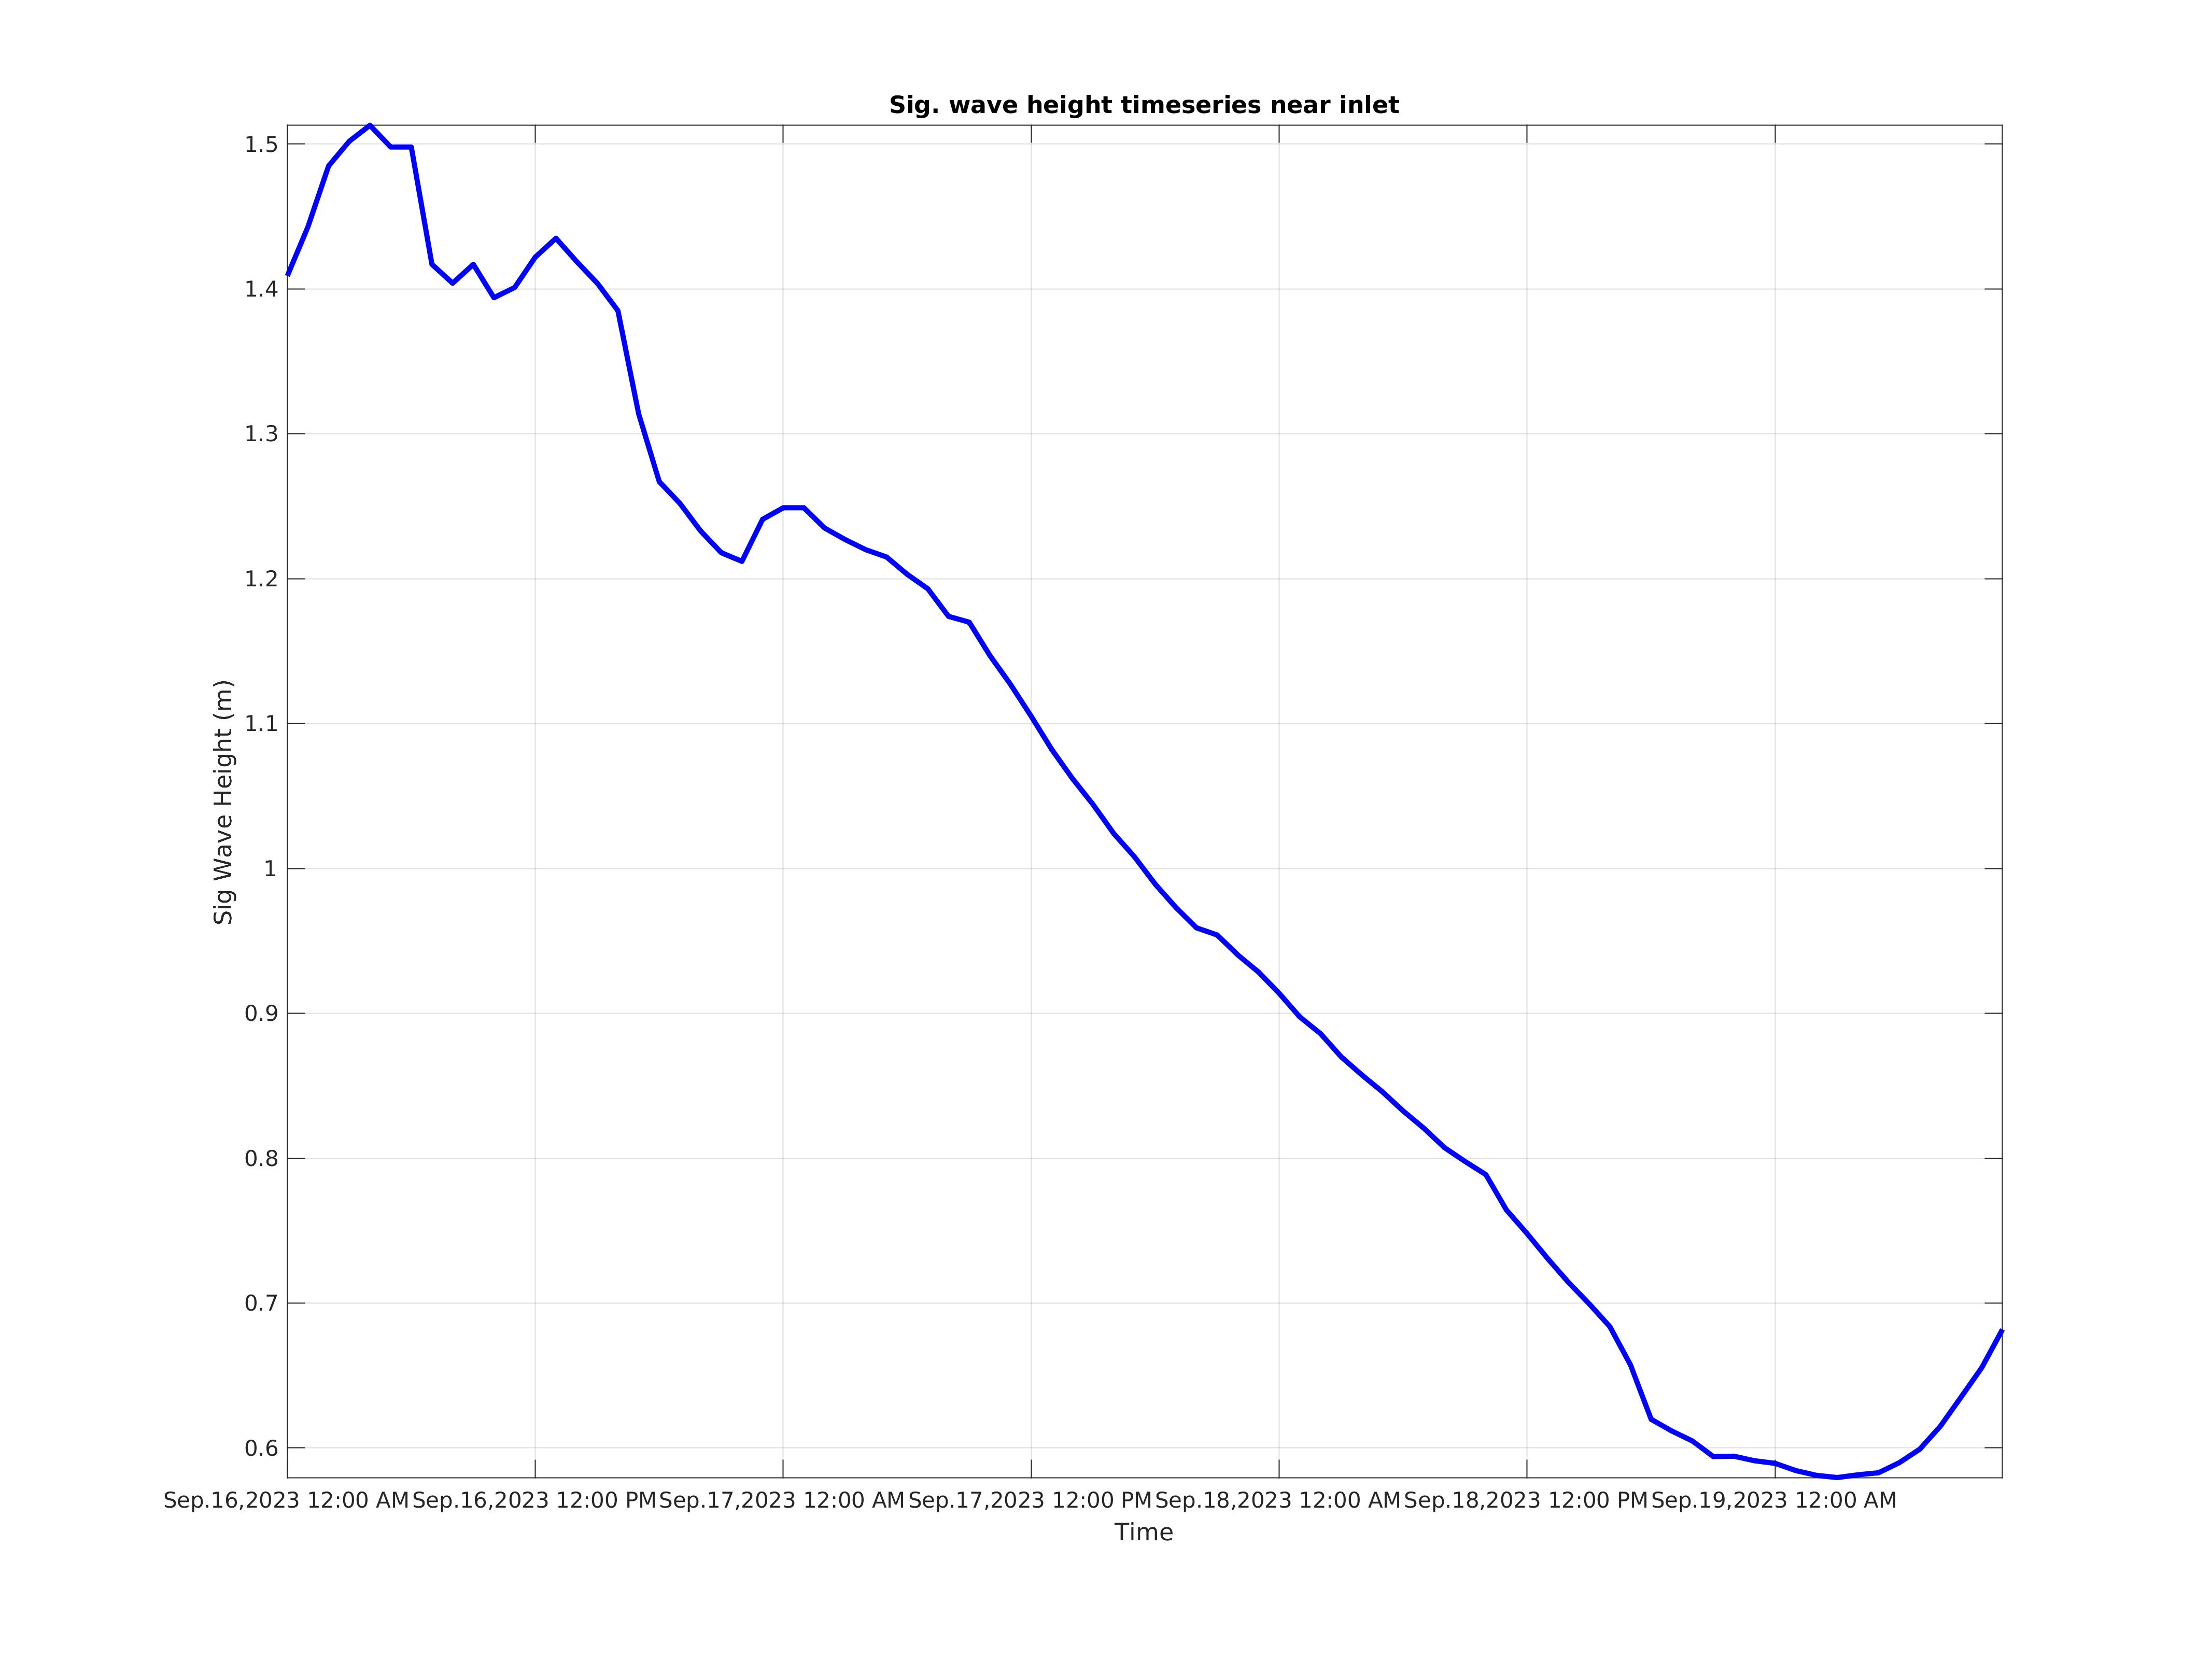 Sig. wave height timeseries near inlet
1.5
1.4
1.3
1.2
1.1
1
0.9
0.8
0.7
0.6
Sig Wave Height (m)
Sep.16,2023 12:00 AM Sep.16,2023 12:00 PM Sep.17,2023 12:00 AM Sep.17,2023 12:00 PM Sep.18,2023 12:00 AM Sep.18,2023 12:00 PM Sep.19,2023 12:00 AM
Time